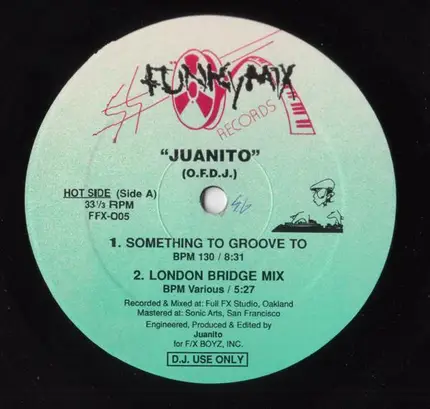 FUNKYMIX
RECORDS
"JUANITO"
(O.F.D.J.)
HOT SIDE (Side A)
33⅓ RPM
FFX-O05
1. SOMETHING TO GROOVE TO
BPM 130 / 8:31
2. LONDON BRIDGE MIX
BPM Various / 5:27
Recorded & Mixed at: Full FX Studio, Oakland
Mastered at: Sonic Arts, San Francisco
Engineered, Produced & Edited by
Juanito
for F/X BOYZ, INC.
D.J. USE ONLY